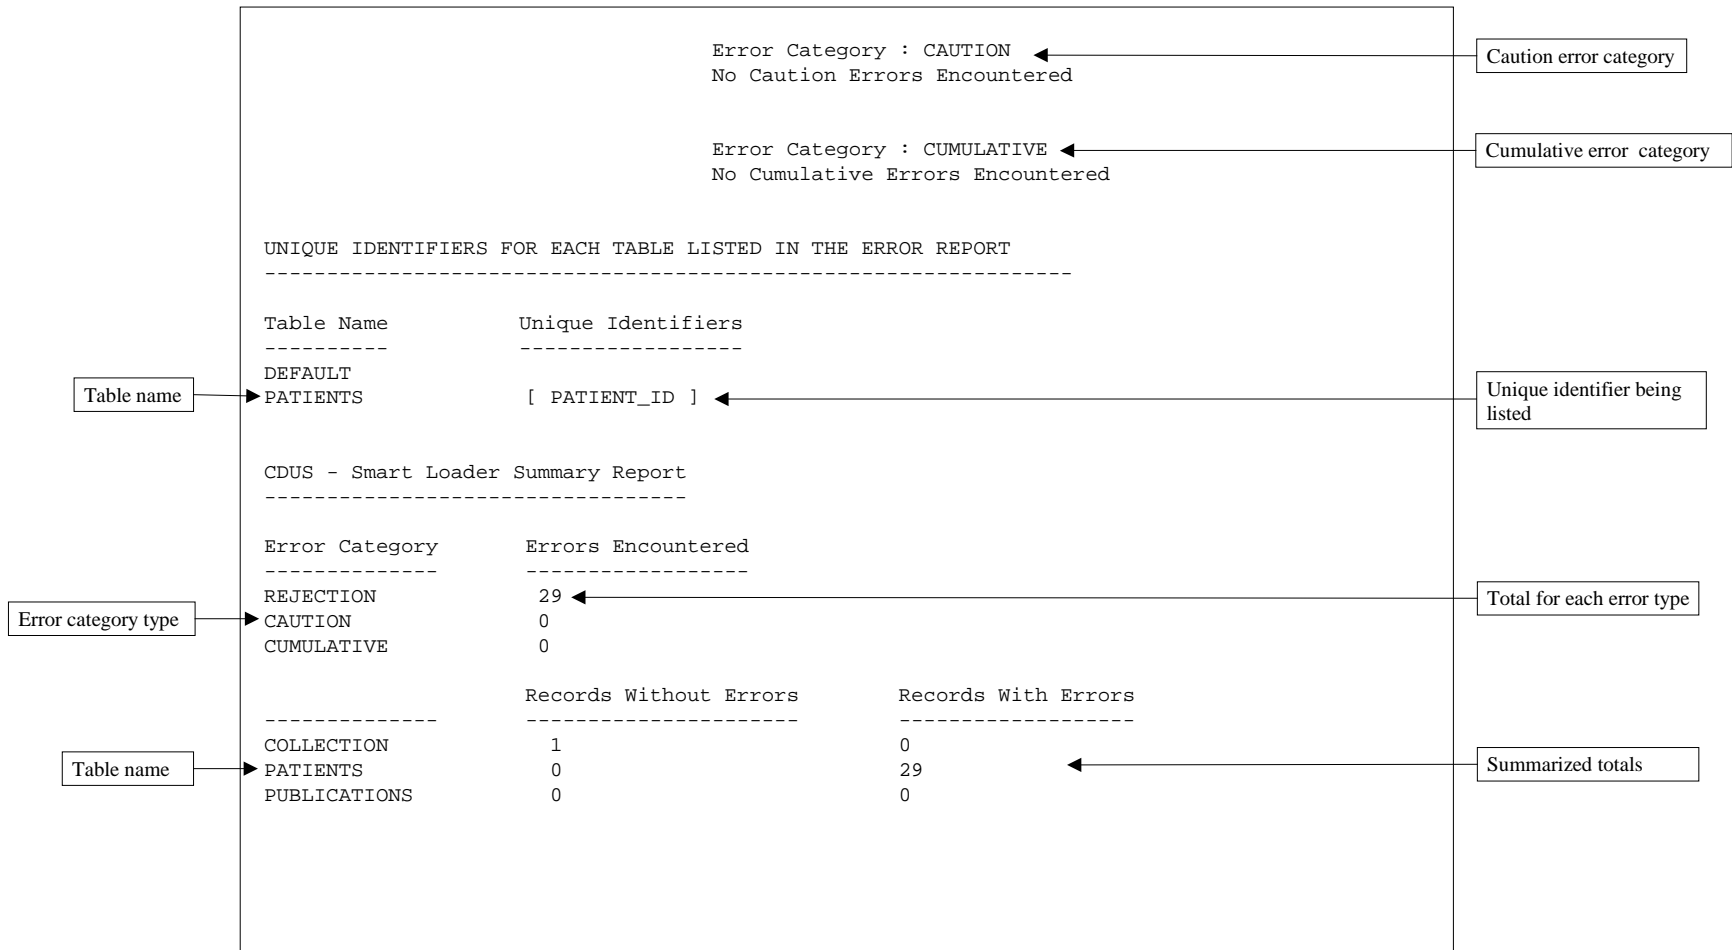 Error Category : CAUTION
Caution error category
No Caution Errors Encountered
Error Category : CUMULATIVE
Cumulative error category
No Cumulative Errors Encountered
UNIQUE IDENTIFIERS FOR EACH TABLE LISTED IN THE ERROR REPORT
-----------------------------------------------------------------
Table Name Unique Identifiers
---------- ------------------
DEFAULT
Table name
PATIENTS [ PATIENT_ID ]
Unique identifier being
listed
CDUS - Smart Loader Summary Report
----------------------------------
Error Category Errors Encountered
-------------- ------------------
REJECTION 29
Total for each error type
Error category type
CAUTION 0
CUMULATIVE 0
Records Without Errors Records With Errors
-------------- ---------------------- -------------------
COLLECTION 1 0
Table name
PATIENTS 0 29
Summarized totals
PUBLICATIONS 0 0